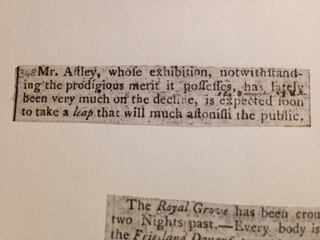 Mr. Aſtley, whoſe exhibition, notwithſtand-
ing the prodigious merit it poſſeſſes, has lately
been very much on the decline, is expected ſoon
to take a leap that will much aſtoniſh the public.
The Royal Grove has been crou
two Nights paſt.—Every body is
the Frieſland